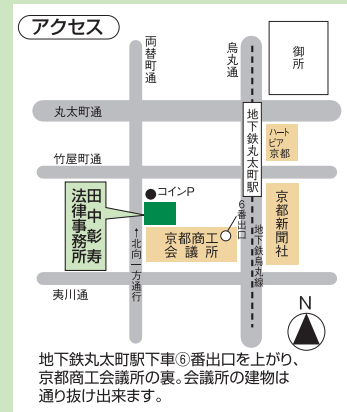 アクセス
両替町通
烏丸通
御所
丸太町通
地下鉄丸太町駅
ハート
ピア
京都
竹屋町通
コインP
田中彰寿
法律事務所
6番出口
京都新聞社
京都商工
会議所
↑北向一方通行
地下鉄烏丸線
夷川通
N
地下鉄丸太町駅下車⑥番出口を上がり、
京都商工会議所の裏。会議所の建物は
通り抜け出来ます。